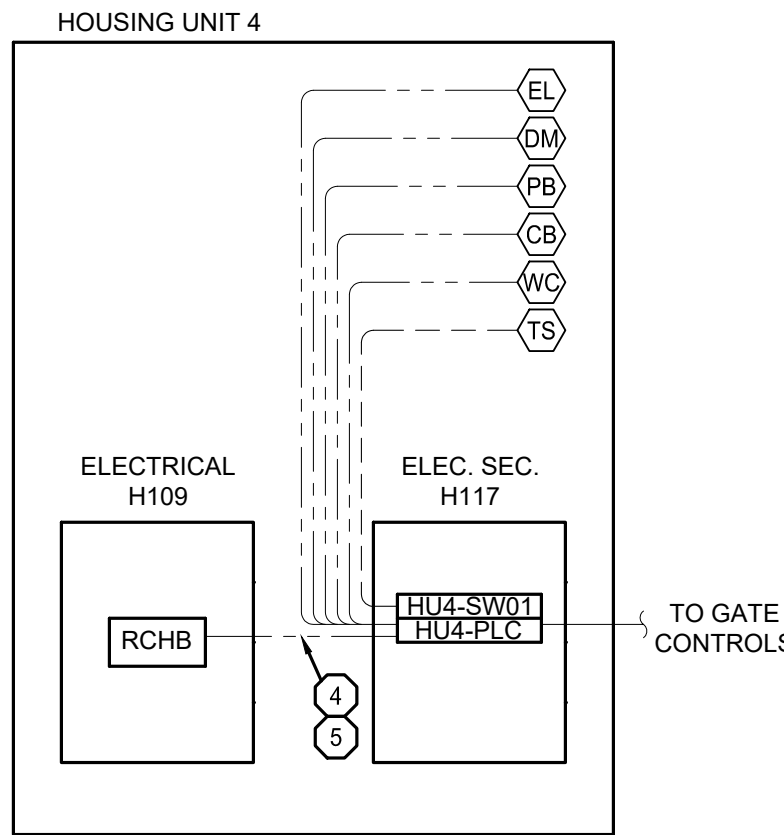 HOUSING UNIT 4
EL
DM
PB
CB
WC
TS
ELECTRICAL
H109
ELEC. SEC.
H117
HU4-SW01
HU4-PLC
RCHB
TO GATE
CONTROLS
4
5